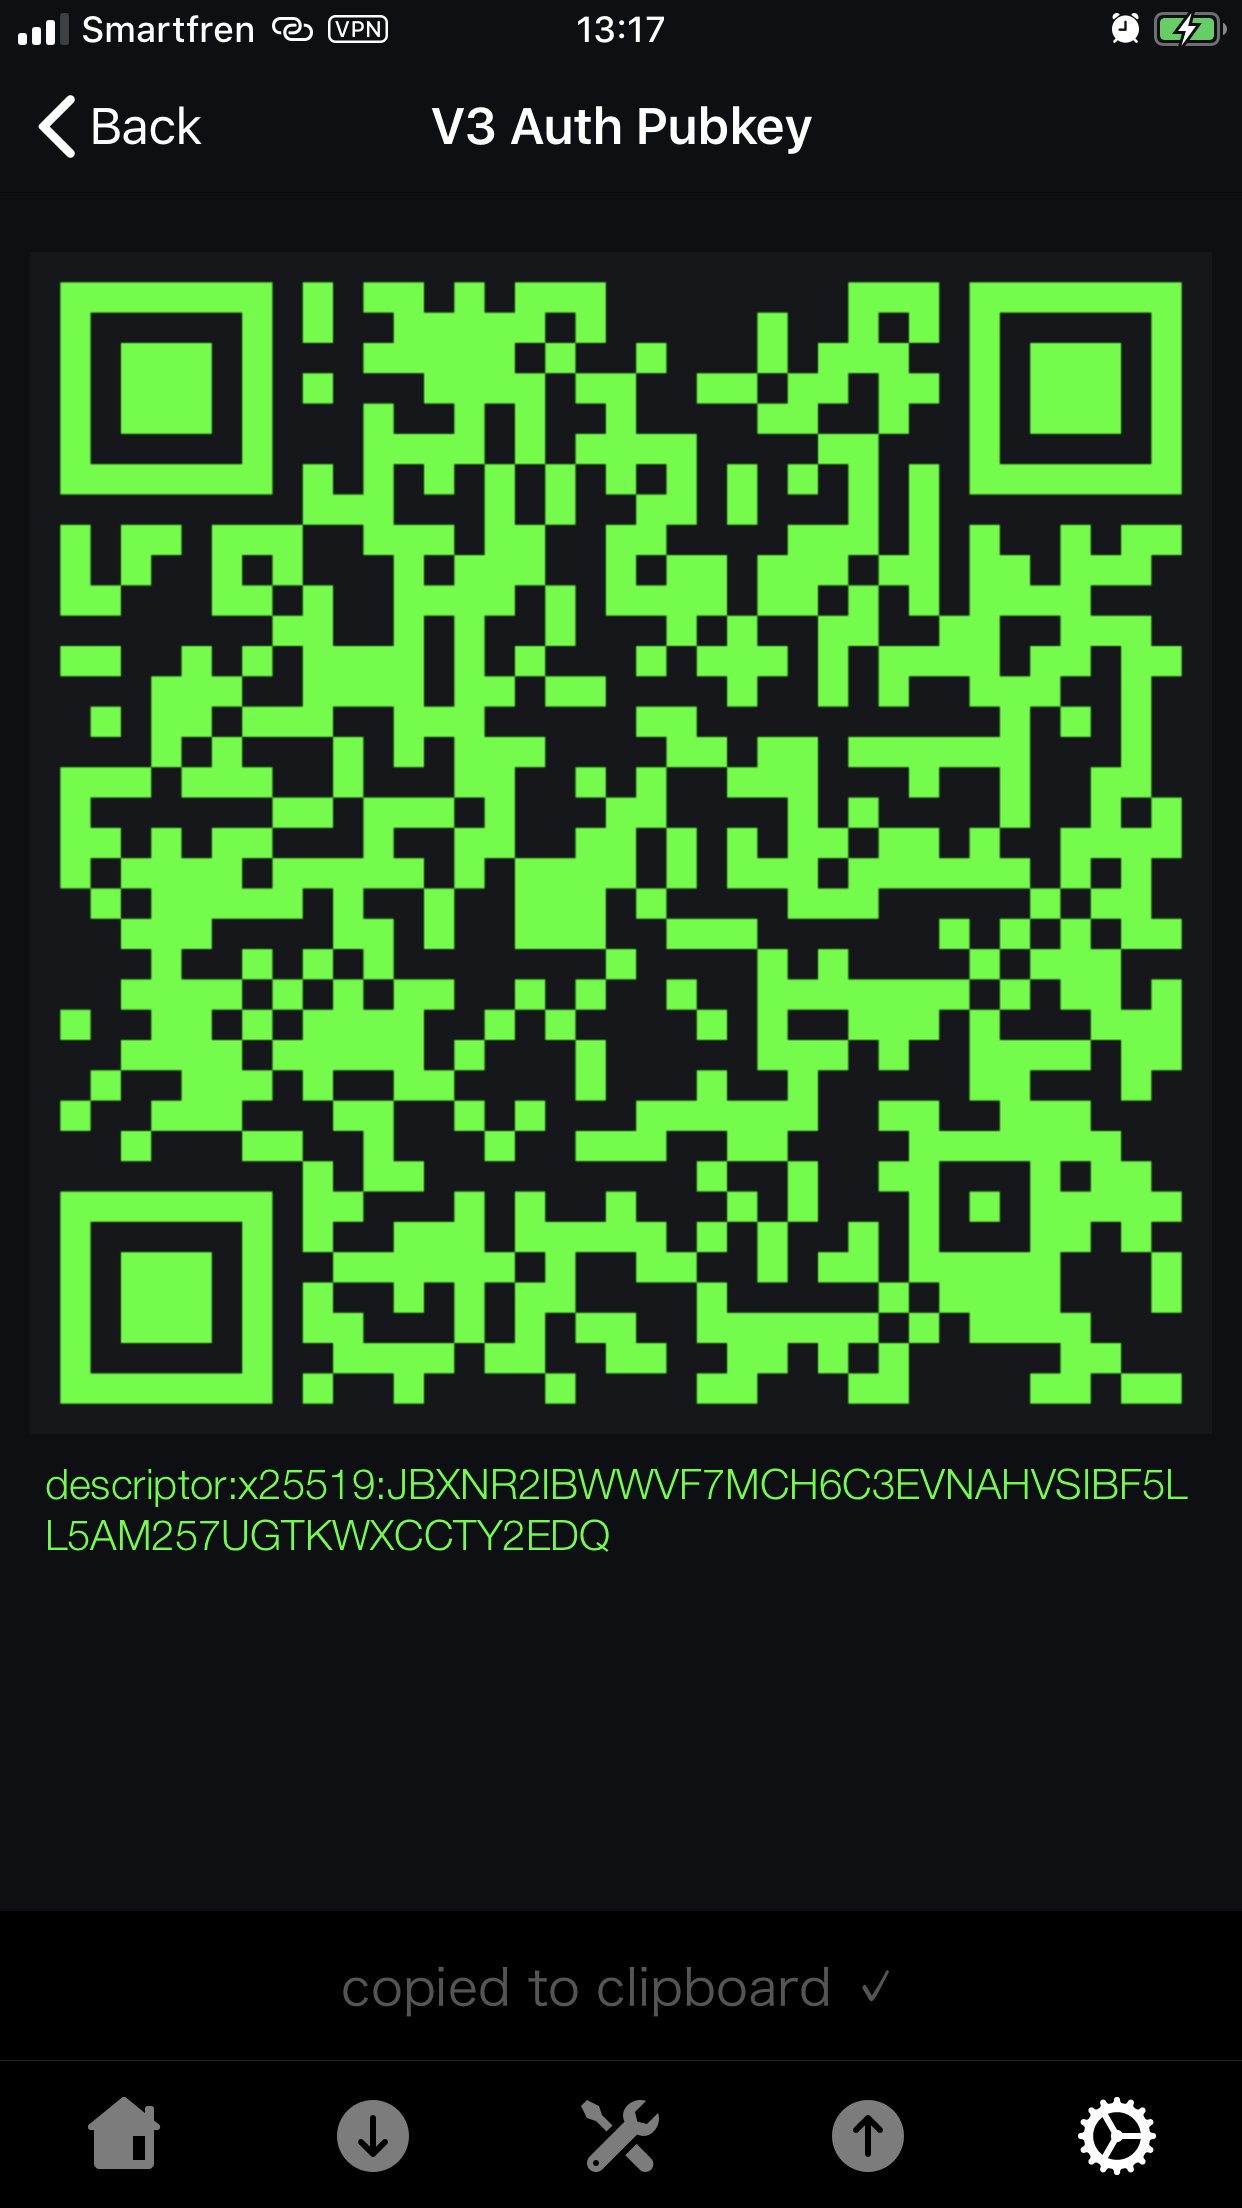 Smartfren VPN 13:17
Back V3 Auth Pubkey
descriptor:x25519:JBXNR2IBWWVF7MCH6C3EVNAHVSIBF5L
L5AM257UGTKWXCCTY2EDQ
copied to clipboard ✓